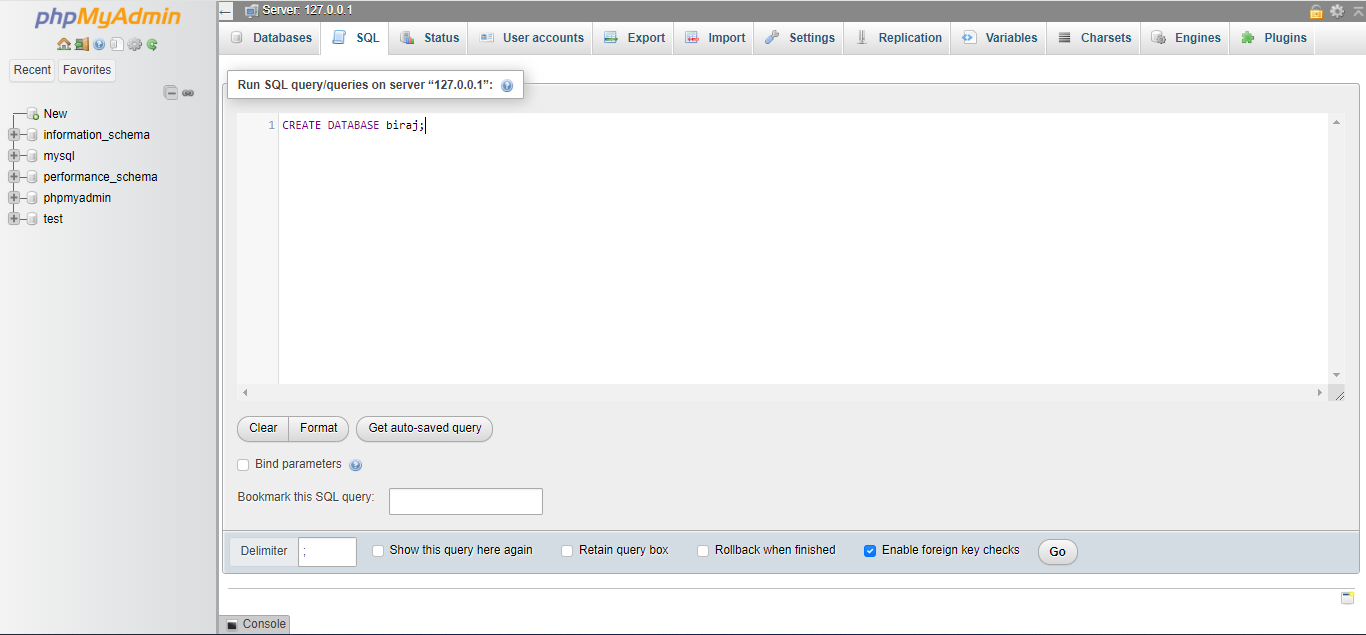 phpMyAdmin
Recent Favorites
New
information_schema
mysql
performance_schema
phpmyadmin
test
Server: 127.0.0.1
Databases SQL Status User accounts Export Import Settings Replication Variables Charsets Engines Plugins
Run SQL query/queries on server “127.0.0.1”:
1 CREATE DATABASE biraj;
Clear Format Get auto-saved query
Bind parameters
Bookmark this SQL query:
Delimiter ; Show this query here again Retain query box Rollback when finished Enable foreign key checks Go
Console